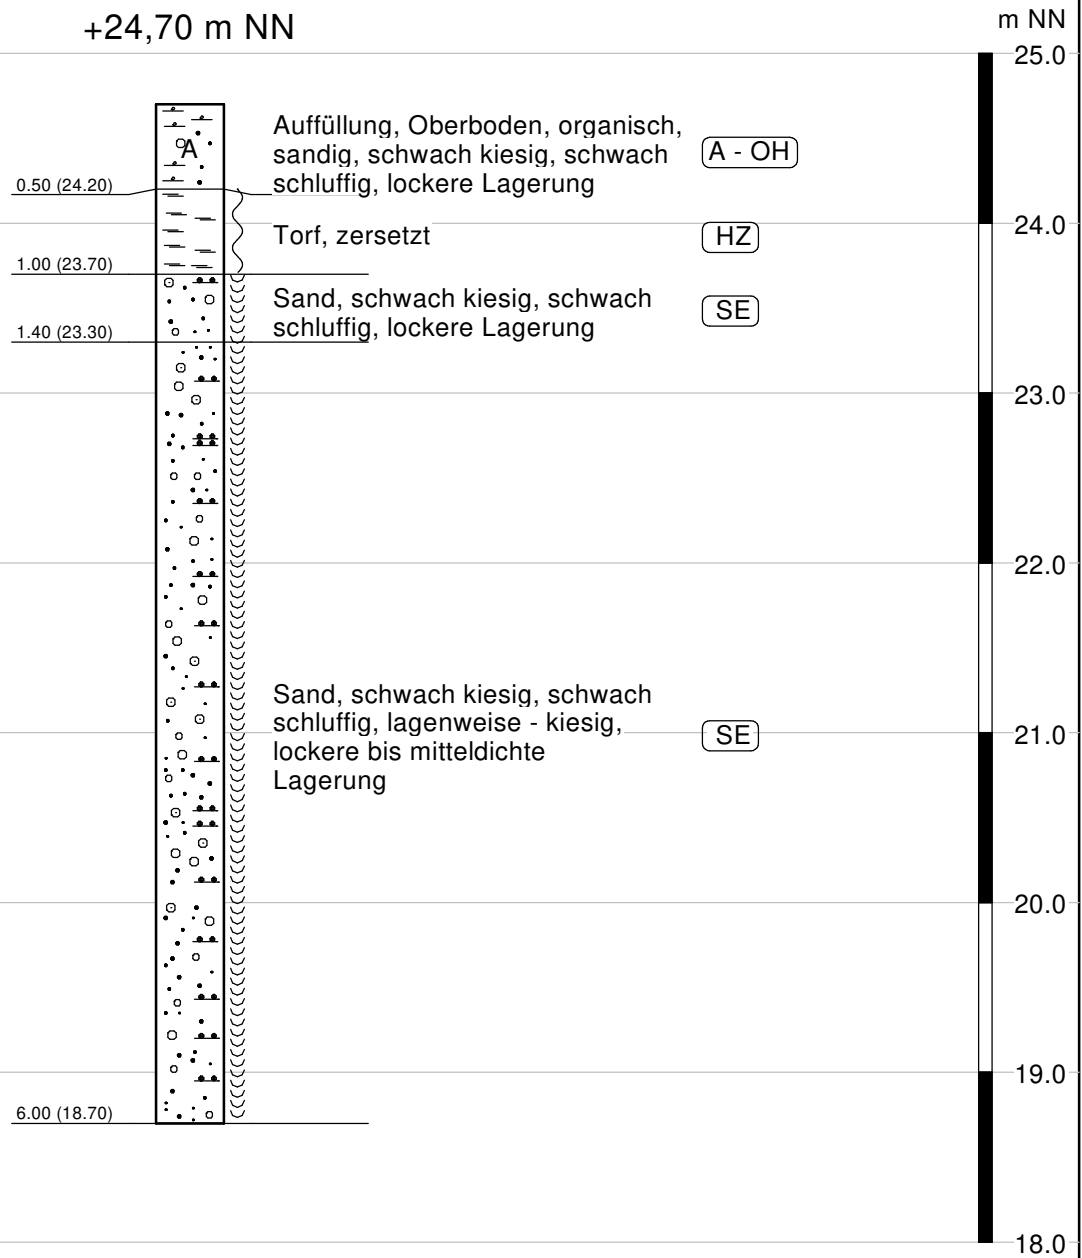 +24,70 m NN
m NN
25.0
Auffüllung, Oberboden, organisch,
sandig, schwach kiesig, schwach
schluffig, lockere Lagerung
A - OH
A
0.50 (24.20)
24.0
Torf, zersetzt
HZ
1.00 (23.70)
Sand, schwach kiesig, schwach
schluffig, lockere Lagerung
SE
1.40 (23.30)
23.0
22.0
Sand, schwach kiesig, schwach
schluffig, lagenweise - kiesig,
lockere bis mitteldichte
Lagerung
SE
21.0
20.0
19.0
6.00 (18.70)
18.0